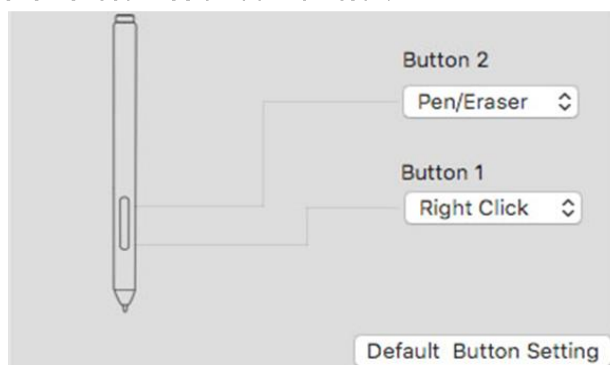 Button 2
Pen/Eraser
Button 1
Right Click
Default Button Setting